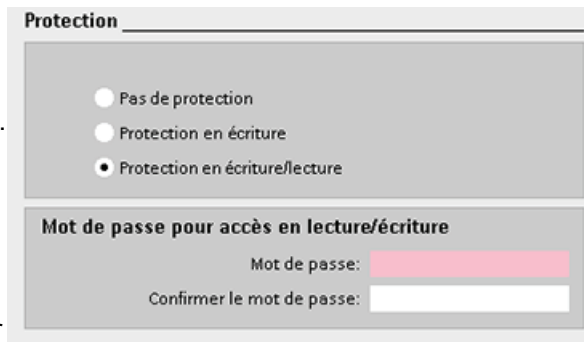 Protection
Pas de protection
Protection en écriture
Protection en écriture/lecture
Mot de passe pour accès en lecture/écriture
Mot de passe:
Confirmer le mot de passe: